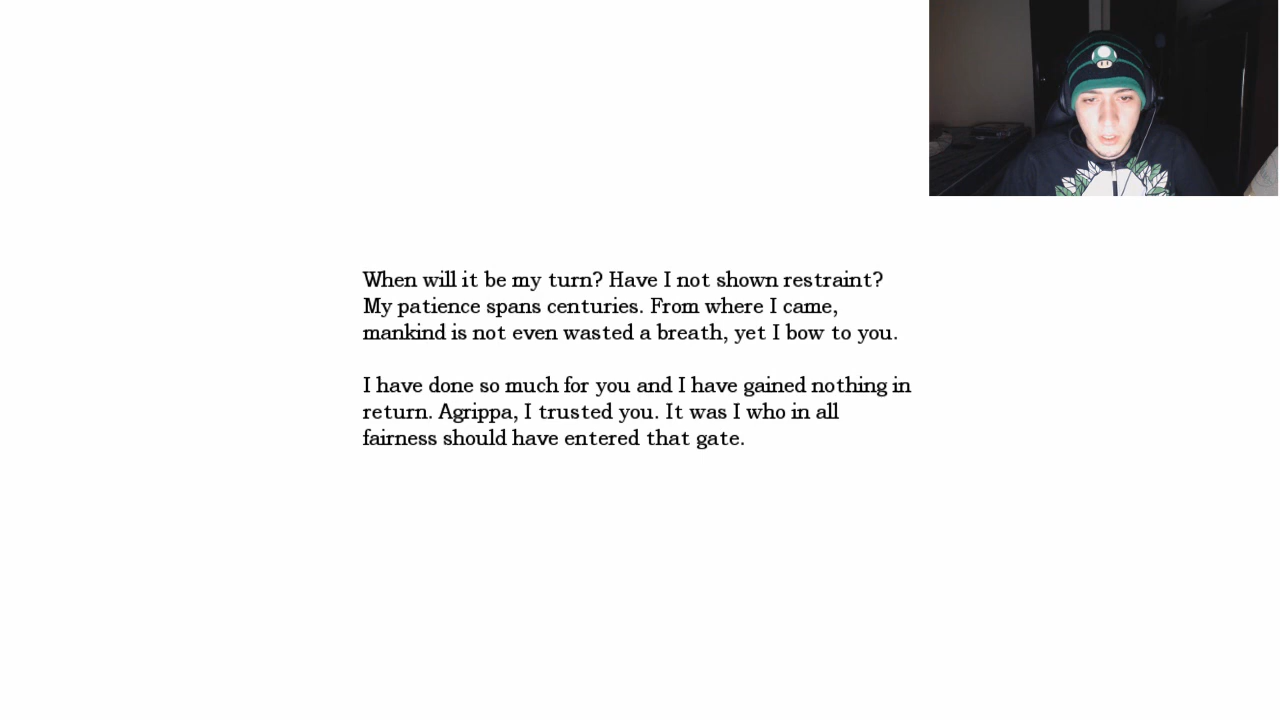 When will it be my turn? Have I not shown restraint?
My patience spans centuries. From where I came,
mankind is not even wasted a breath, yet I bow to you.
I have done so much for you and I have gained nothing in
return. Agrippa, I trusted you. It was I who in all
fairness should have entered that gate.